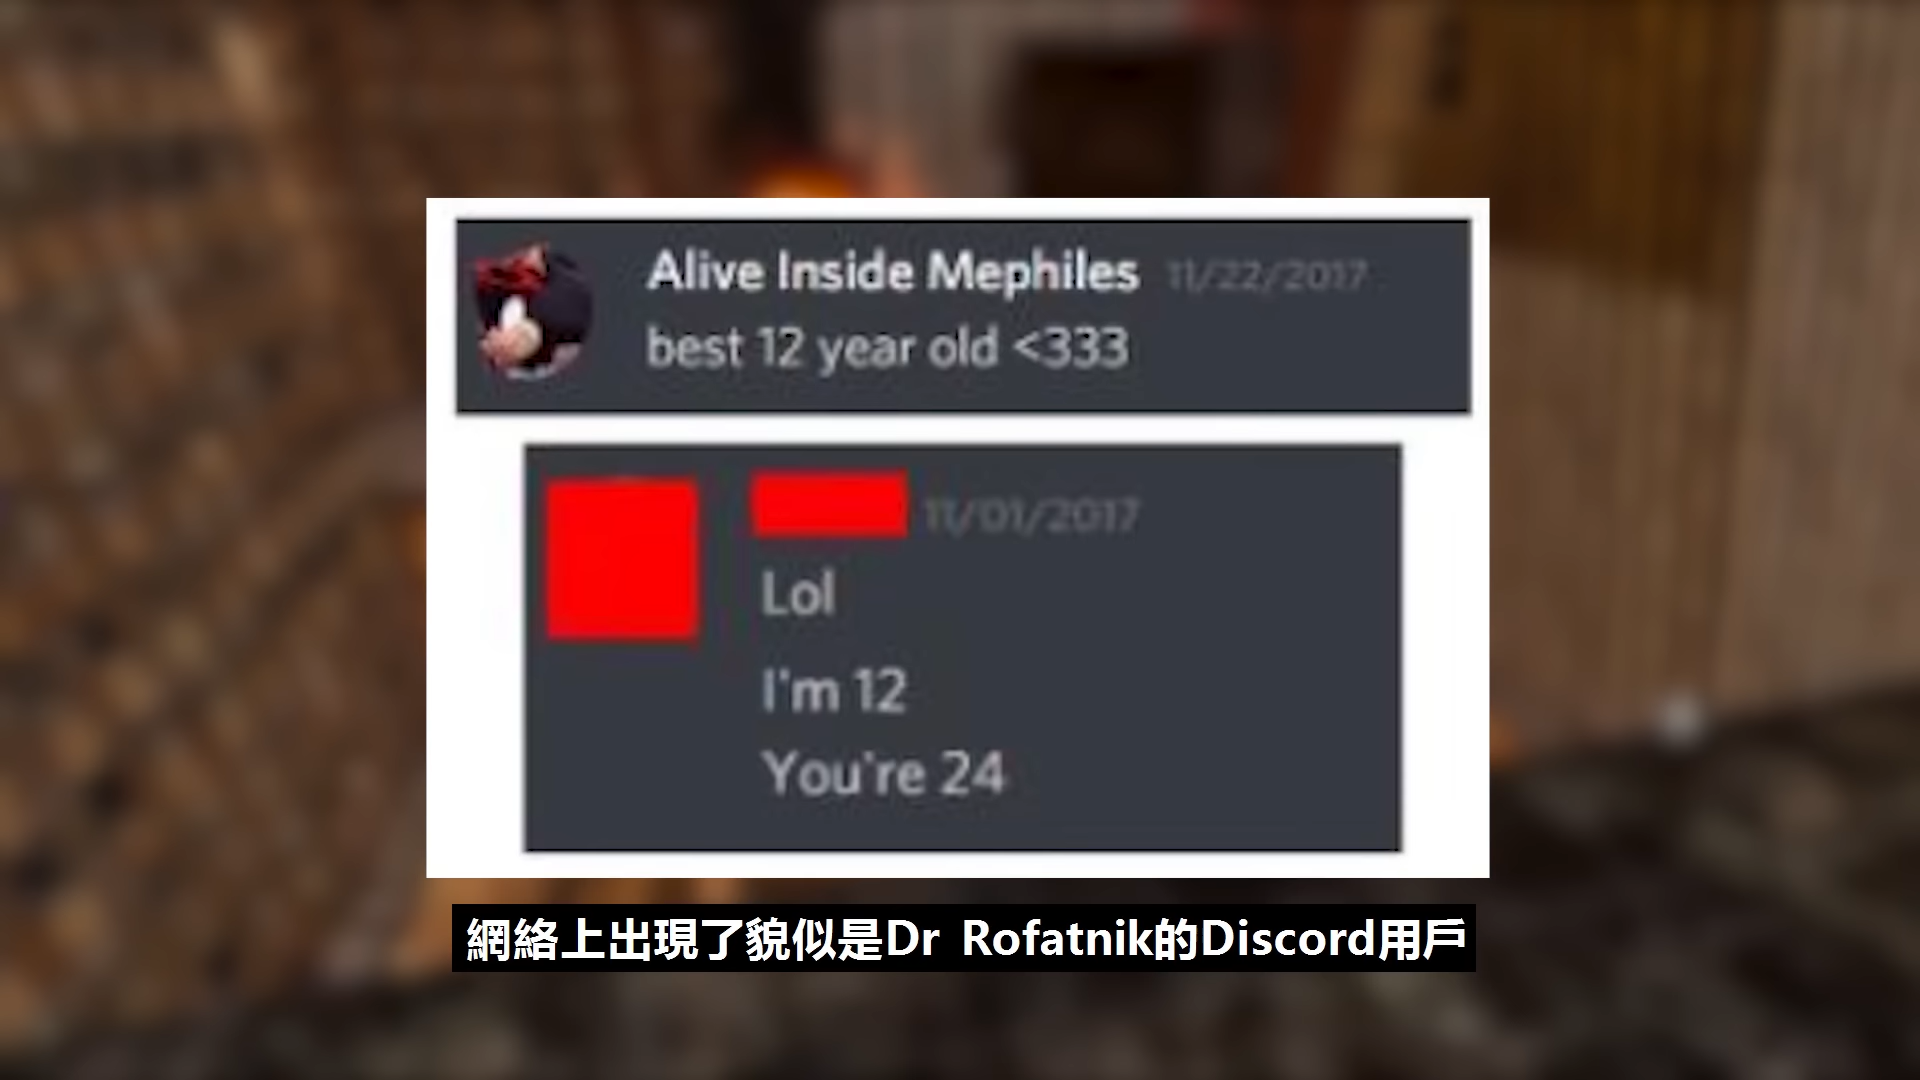 Alive Inside Mephiles 11/22/2017
best 12 year old <333
11/01/2017
Lol
I'm 12
You're 24
網絡上出現了貌似是Dr Rofatnik的Discord用戶